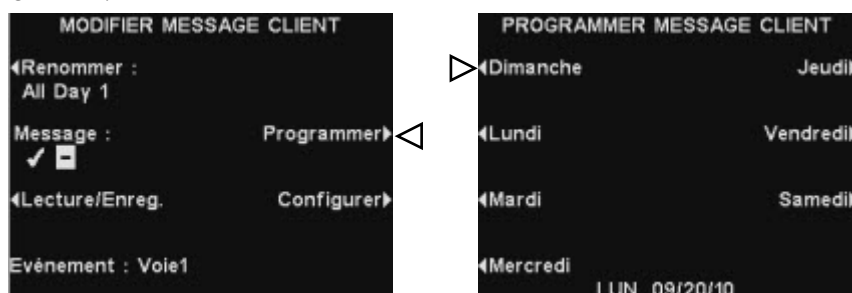 MODIFIER MESSAGE CLIENT
Renommer :
All Day 1
Message : Programmer
Lecture/Enreg. Configurer
Evénement : Voie1
PROGRAMMER MESSAGE CLIENT
Dimanche Jeudi
Lundi Vendredi
Mardi Samedi
Mercredi
LUN 09/20/10